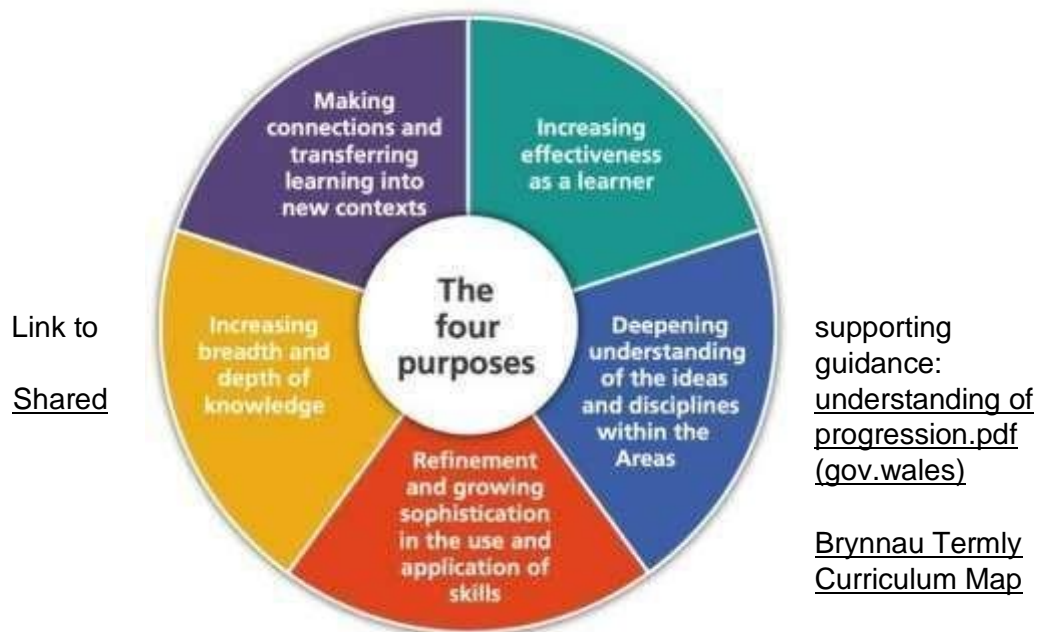 Making
connections and
transferring
learning into
new contexts
Increasing
effectiveness
as a learner
The
four
purposes
Increasing
breadth and
depth of
knowledge
Deepening
understanding
of the ideas
and disciplines
within the
Areas
Refinement
and growing
sophistication
in the use and
application of
skills
Link to
supporting
guidance:
Shared
understanding of
progression.pdf
(gov.wales)
Brynnau Termly
Curriculum Map